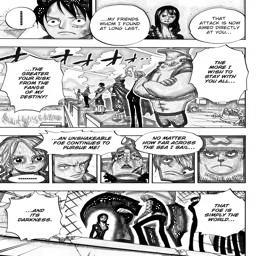 THAT
ATTACK IS NOW
AIMED DIRECTLY
AT YOU...
...MY FRIENDS
WHOM I FOUND
AT LONG LAST.
THE
MORE I
WISH TO
STAY WITH
YOU ALL...
...THE
GREATER
YOUR RISK
FROM THE
FANGS
OF MY
DESTINY!
NO MATTER
HOW FAR ACROSS
THE SEA I SAIL...
...AN UNSHAKEABLE
FOE CONTINUES TO
PURSUE ME!
THAT
FOE IS
SIMPLY THE
WORLD...
...AND
ITS
DARKNESS.